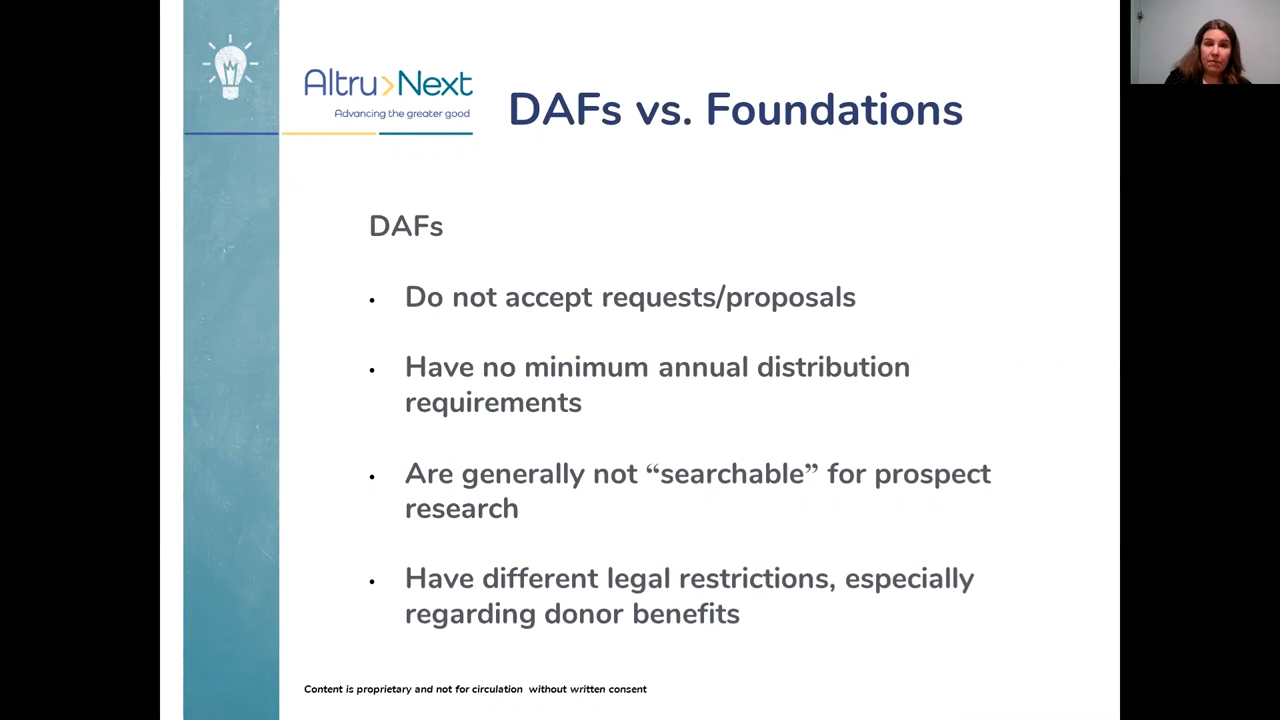 Altru>Next
Advancing the greater good
DAFs vs. Foundations
DAFs
• Do not accept requests/proposals
• Have no minimum annual distribution
requirements
• Are generally not “searchable” for prospect
research
• Have different legal restrictions, especially
regarding donor benefits
Content is proprietary and not for circulation without written consent